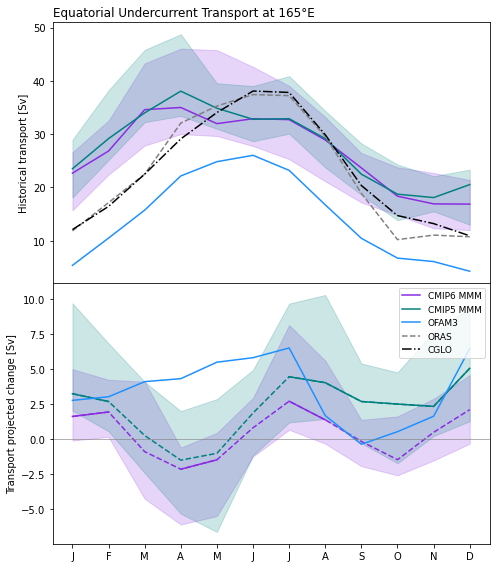 Equatorial Undercurrent Transport at 165°E
Historical transport [Sv]
50
40
30
20
10
Transport projected change [Sv]
10.0
7.5
5.0
2.5
0.0
−2.5
−5.0
CMIP6 MMM
CMIP5 MMM
OFAM3
ORAS
CGLO
J F M A M J J A S O N D